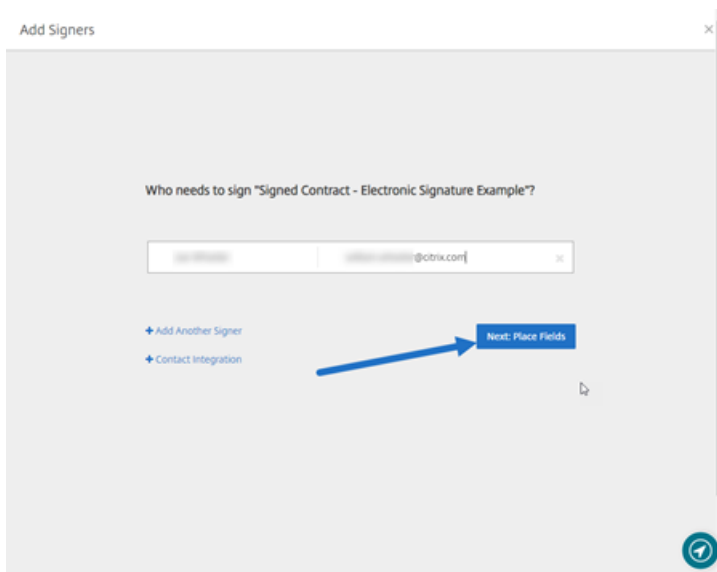 Add Signers
Who needs to sign "Signed Contract - Electronic Signature Example"?
@citrix.com
+ Add Another Signer
Next: Place Fields
+ Contact Integration